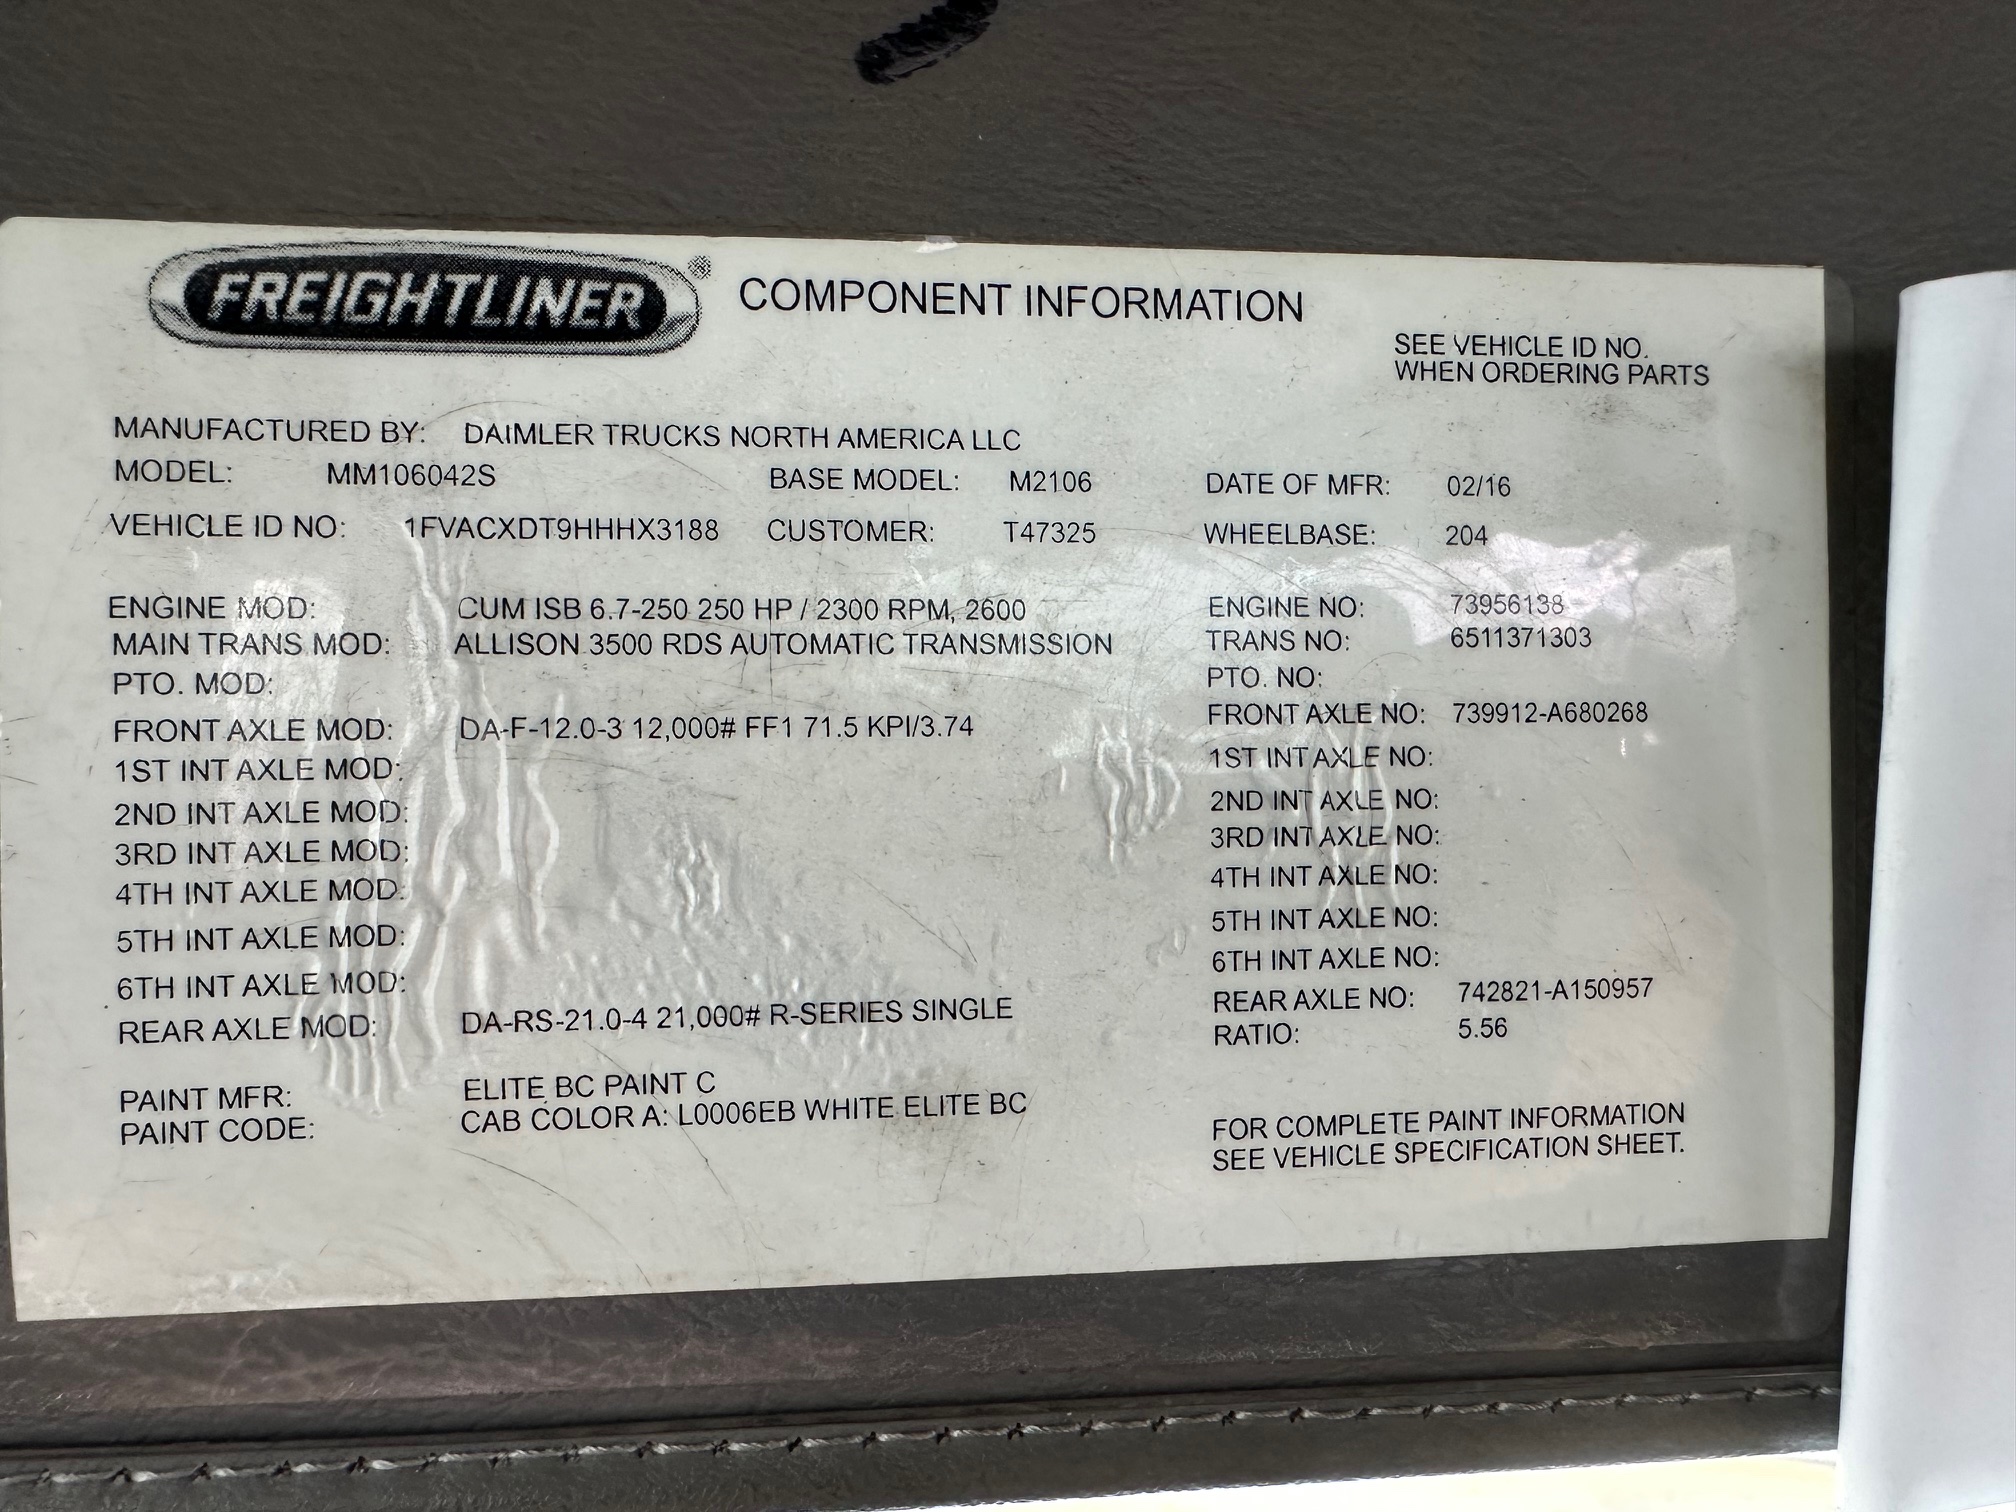 FREIGHTLINER® COMPONENT INFORMATION
SEE VEHICLE ID NO.
WHEN ORDERING PARTS
MANUFACTURED BY: DAIMLER TRUCKS NORTH AMERICA LLC
MODEL: MM106042S BASE MODEL: M2106 DATE OF MFR: 02/16
VEHICLE ID NO: 1FVACXDT9HHHX3188 CUSTOMER: T47325 WHEELBASE: 204
ENGINE MOD: CUM ISB 6.7-250 250 HP / 2300 RPM, 2600 ENGINE NO: 73956138
MAIN TRANS MOD: ALLISON 3500 RDS AUTOMATIC TRANSMISSION TRANS NO: 6511371303
PTO. MOD: PTO. NO:
FRONT AXLE MOD: DA-F-12.0-3 12,000# FF1 71.5 KPI/3.74 FRONT AXLE NO: 739912-A680268
1ST INT AXLE MOD: 1ST INT AXLE NO:
2ND INT AXLE MOD: 2ND INT AXLE NO:
3RD INT AXLE MOD: 3RD INT AXLE NO:
4TH INT AXLE MOD: 4TH INT AXLE NO:
5TH INT AXLE MOD: 5TH INT AXLE NO:
6TH INT AXLE MOD: 6TH INT AXLE NO:
REAR AXLE MOD: DA-RS-21.0-4 21,000# R-SERIES SINGLE REAR AXLE NO: 742821-A150957
RATIO: 5.56
PAINT MFR: ELITE BC PAINT C
PAINT CODE: CAB COLOR A: L0006EB WHITE ELITE BC
FOR COMPLETE PAINT INFORMATION
SEE VEHICLE SPECIFICATION SHEET.